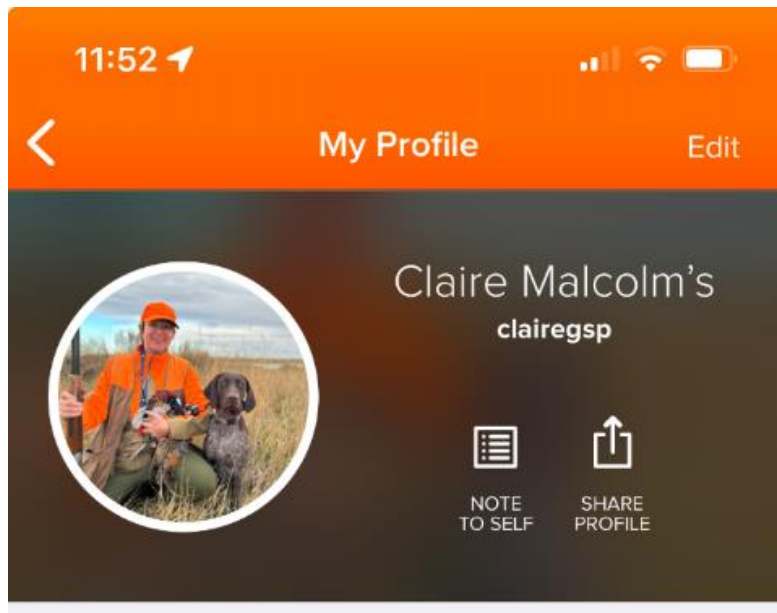 11:52
My Profile
Edit
Claire Malcolm's
clairegsp
NOTE
TO SELF
SHARE
PROFILE